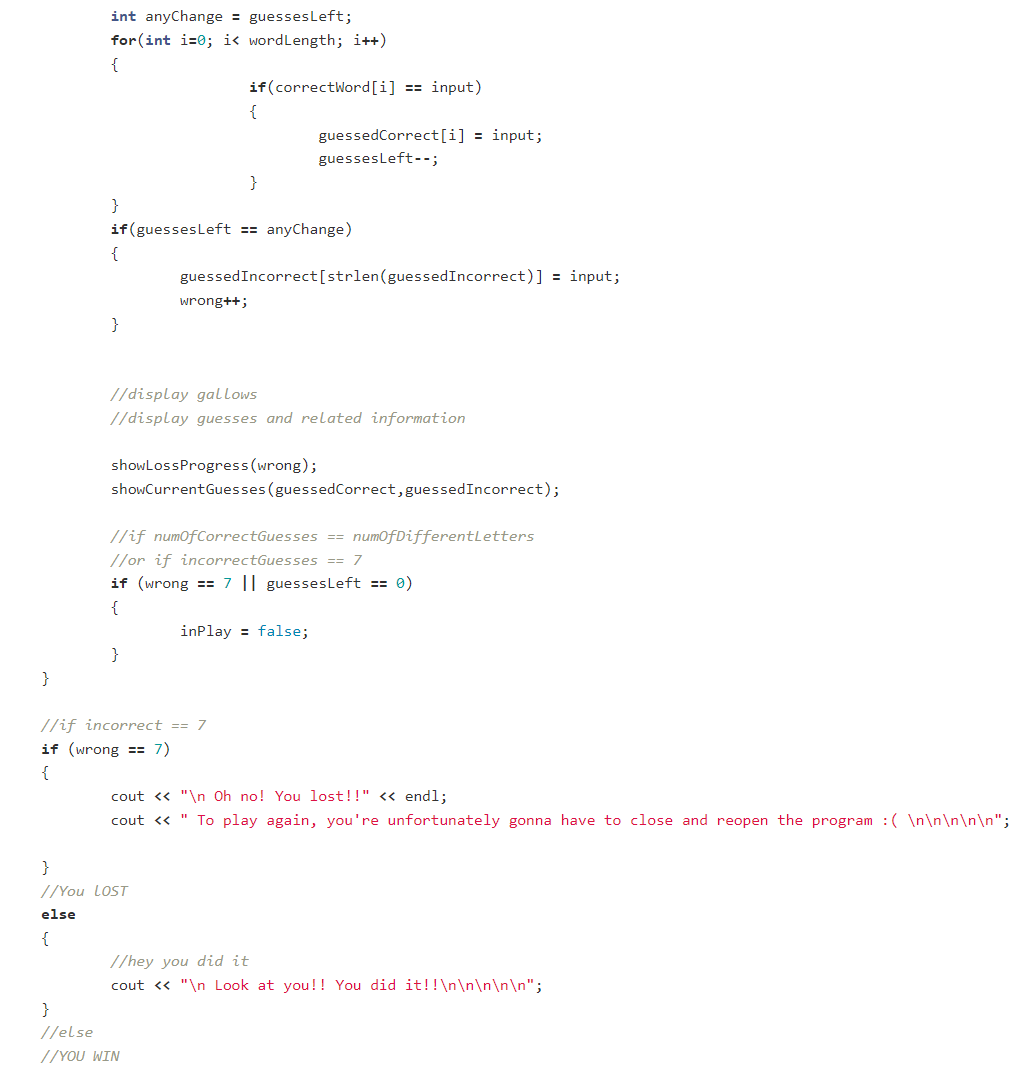 int anyChange = guessesLeft;
for(int i=0; i< wordLength; i++)
{
if(correctWord[i] == input)
{
guessedCorrect[i] = input;
guessesLeft--;
}
}
if(guessesLeft == anyChange)
{
guessedIncorrect[strlen(guessedIncorrect)] = input;
wrong++;
}
//display gallows
//display guesses and related information
showLossProgress(wrong);
showCurrentGuesses(guessedCorrect,guessedIncorrect);
//if numOfCorrectGuesses == numOfDifferentLetters
//or if incorrectGuesses == 7
if (wrong == 7 || guessesLeft == 0)
{
inPlay = false;
}
}
//if incorrect == 7
if (wrong == 7)
{
cout << "\n Oh no! You lost!!" << endl;
cout << " To play again, you're unfortunately gonna have to close and reopen the program :( \n\n\n\n\n";
}
//You lOST
else
{
//hey you did it
cout << "\n Look at you!! You did it!!\n\n\n\n\n";
}
//else
//YOU WIN